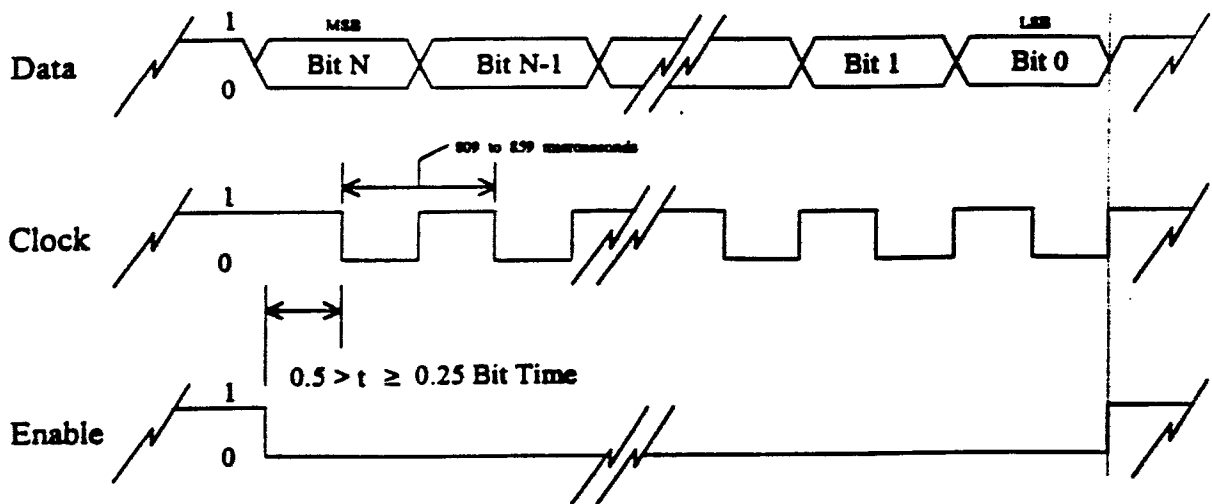 1 MSB LSB
Data Bit N Bit N-1 Bit 1 Bit 0
0
809 to 859 microseconds
1
Clock
0
0.5 > t ≥ 0.25 Bit Time
1
Enable
0